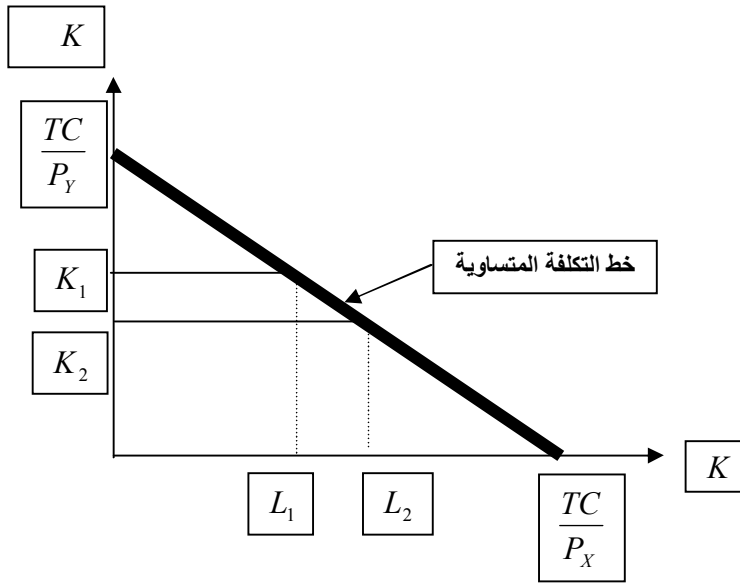 K
TC
P_Y
خط التكلفة المتساوية
K_1
K_2
K
L_1
L_2
TC
P_X